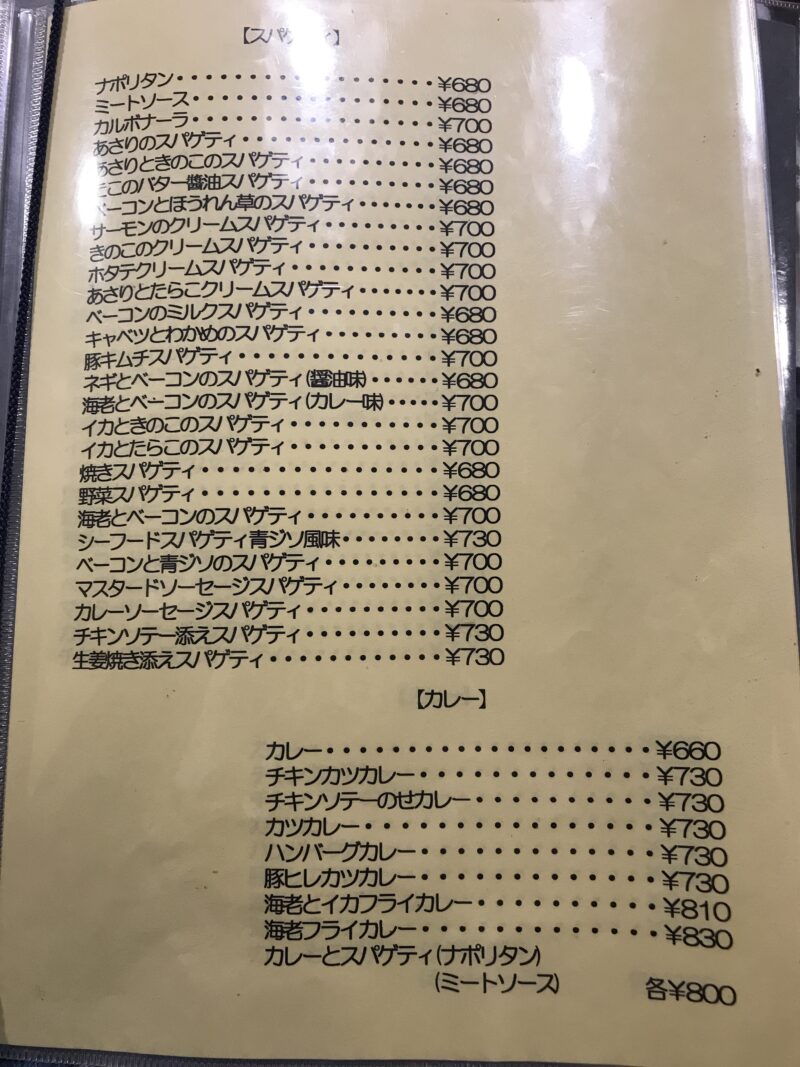 【スパゲティ】
ナポリタン・・・・・・・・・・・・・・・・・・¥680
ミートソース・・・・・・・・・・・・・・・・・¥680
カルボナーラ・・・・・・・・・・・・・・・・・¥700
あさりのスパゲティ・・・・・・・・・・・・・・¥680
あさりときのこのスパゲティ・・・・・・・・・¥680
きのこのバター醤油スパゲティ・・・・・・・・・¥680
ベーコンとほうれん草のスパゲティ・・・・・・¥680
サーモンのクリームスパゲティ・・・・・・・・¥700
きのこのクリームスパゲティ・・・・・・・・・¥700
ホタテクリームスパゲティ・・・・・・・・・・¥700
あさりとたらこクリームスパゲティ・・・・・・¥700
ベーコンのミルクスパゲティ・・・・・・・・・¥680
キャベツとわかめのスパゲティ・・・・・・・・¥680
豚キムチスパゲティ・・・・・・・・・・・・・・¥700
ネギとベーコンのスパゲティ(醤油味)・・・・・・¥680
海老とベーコンのスパゲティ(カレー味)・・・・・¥700
イカときのこのスパゲティ・・・・・・・・・・¥700
イカとたらこのスパゲティ・・・・・・・・・・¥700
焼きスパゲティ・・・・・・・・・・・・・・・・¥680
野菜スパゲティ・・・・・・・・・・・・・・・・¥680
海老とベーコンのスパゲティ・・・・・・・・・¥700
シーフードスパゲティ青ジソ風味・・・・・・・・¥730
ベーコンと青ジソのスパゲティ・・・・・・・・¥700
マスタードソーセージスパゲティ・・・・・・・¥700
カレーソーセージスパゲティ・・・・・・・・・¥700
チキンソテー添えスパゲティ・・・・・・・・・¥730
生姜焼き添えスパゲティ・・・・・・・・・・・・¥730
【カレー】
カレー・・・・・・・・・・・・・・・・・・・・¥660
チキンカツカレー・・・・・・・・・・・・・・¥730
チキンソテーのせカレー・・・・・・・・・・・¥730
カツカレー・・・・・・・・・・・・・・・・・・¥730
ハンバーグカレー・・・・・・・・・・・・・・¥730
豚ヒレカツカレー・・・・・・・・・・・・・・¥730
海老とイカフライカレー・・・・・・・・・・・¥810
海老フライカレー・・・・・・・・・・・・・・¥830
カレーとスパゲティ(ナポリタン)
(ミートソース) 各¥800